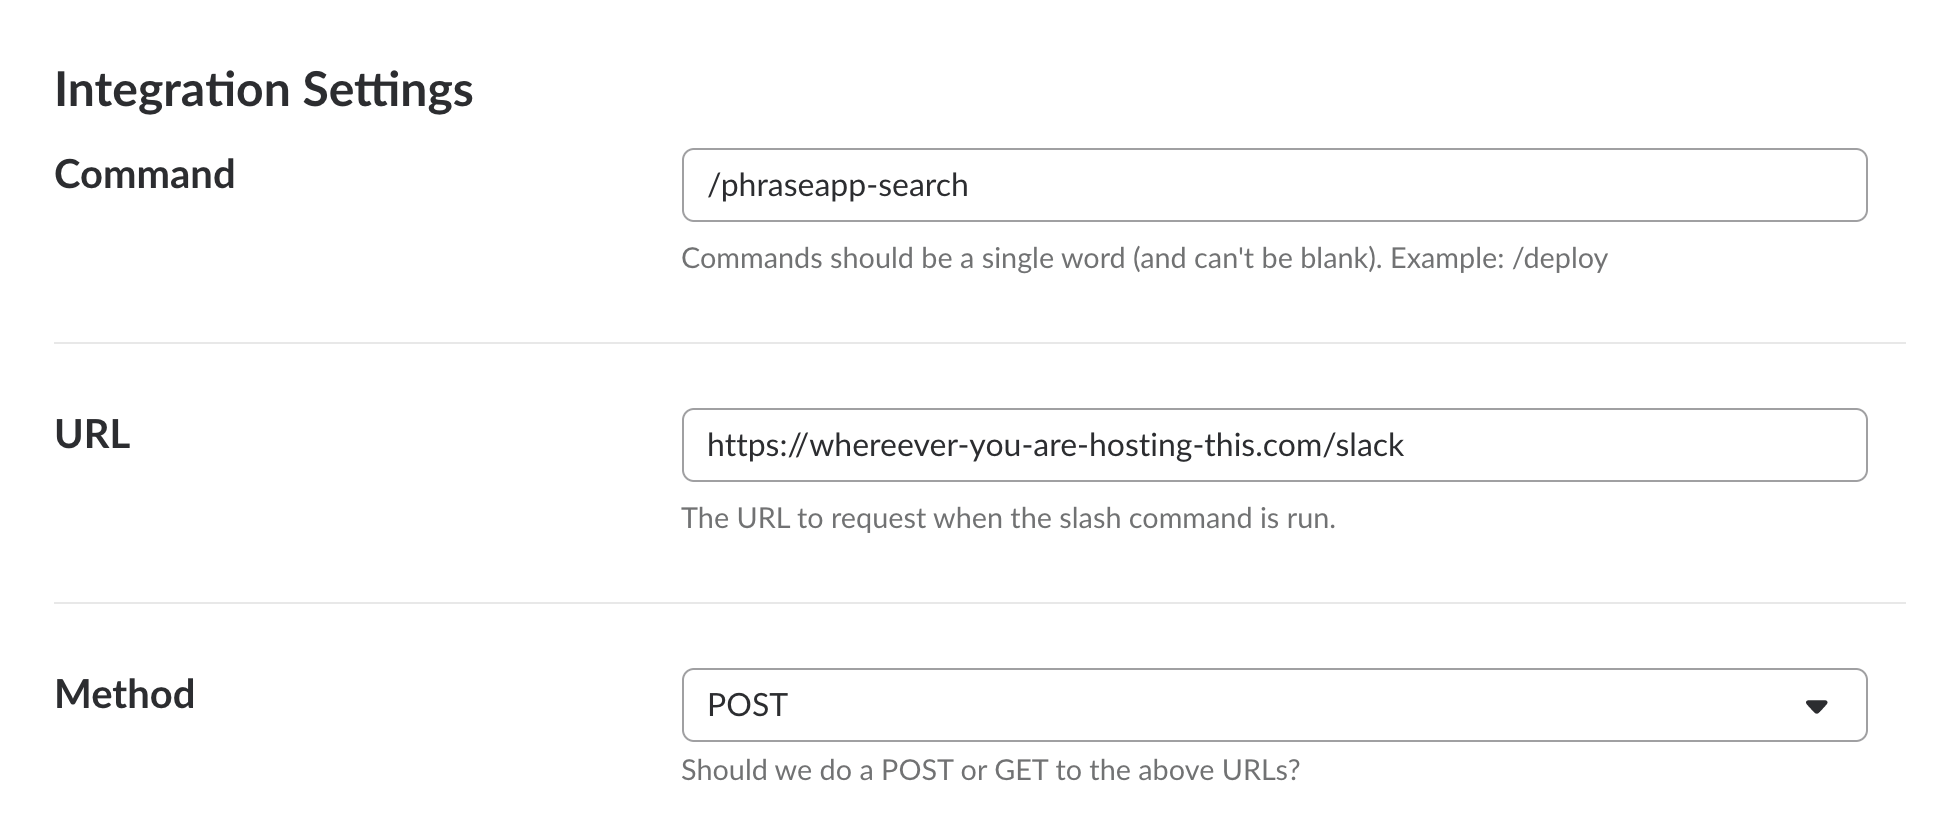 Integration Settings
Command
/phraseapp-search
Commands should be a single word (and can't be blank). Example: /deploy
URL
https://whereever-you-are-hosting-this.com/slack
The URL to request when the slash command is run.
Method
POST
Should we do a POST or GET to the above URLs?